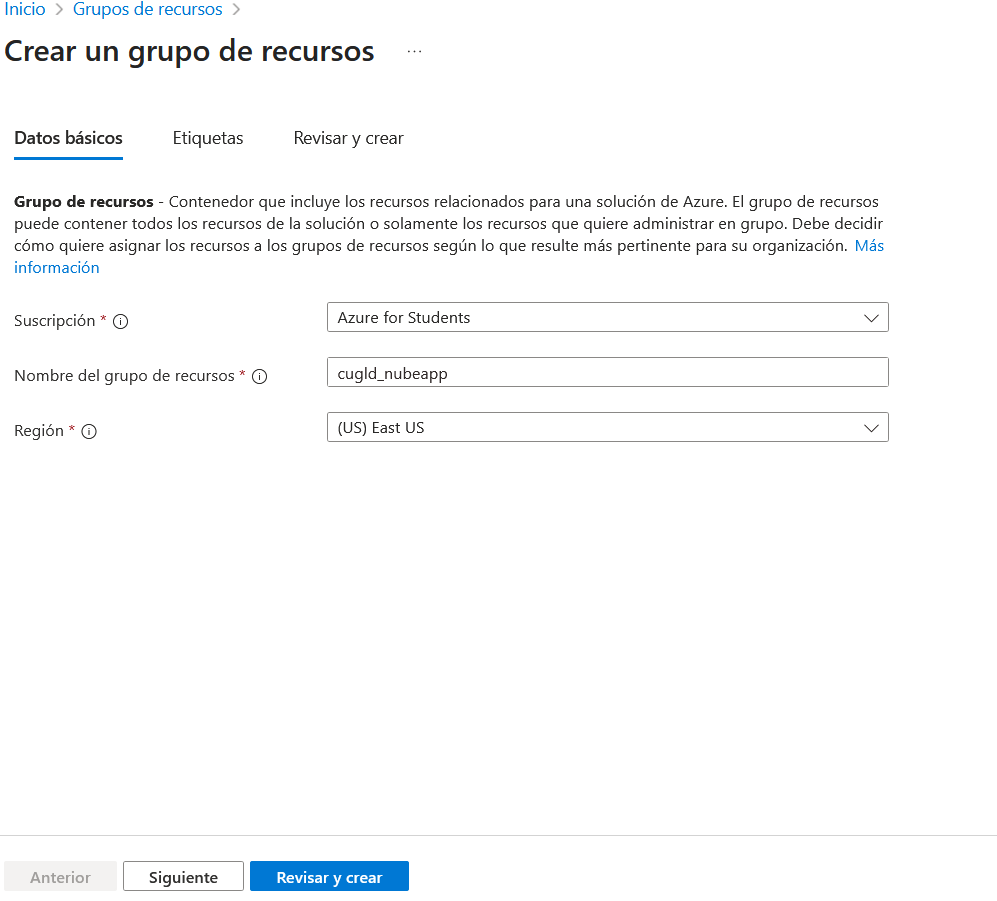 Inicio > Grupos de recursos >
Crear un grupo de recursos ...
Datos básicos Etiquetas Revisar y crear
Grupo de recursos - Contenedor que incluye los recursos relacionados para una solución de Azure. El grupo de recursos
puede contener todos los recursos de la solución o solamente los recursos que quiere administrar en grupo. Debe decidir
cómo quiere asignar los recursos a los grupos de recursos según lo que resulte más pertinente para su organización. Más
información
Suscripción * Azure for Students
Nombre del grupo de recursos * cugld_nubeapp
Región * (US) East US
Anterior Siguiente Revisar y crear